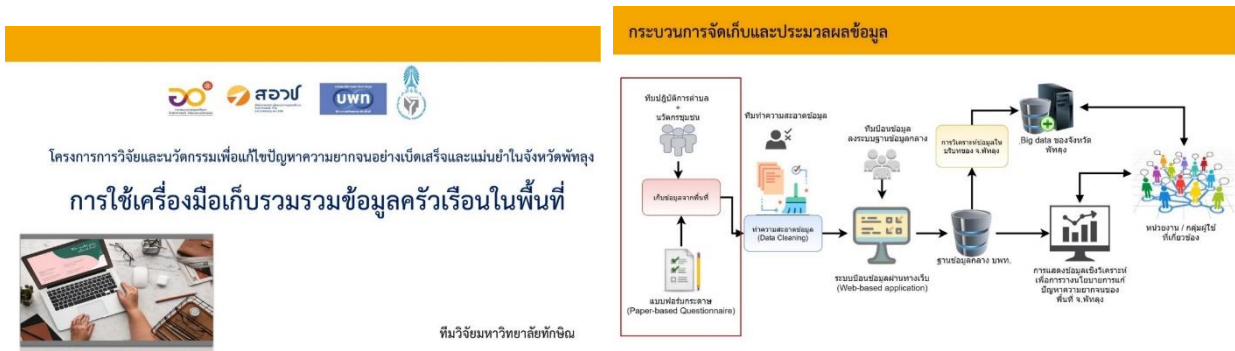 สอวช
บพท
โครงการการวิจัยและนวัตกรรมเพื่อแก้ไขปัญหาความยากจนอย่างเบ็ดเสร็จและแม่นยำในจังหวัดพัทลุง
การใช้เครื่องมือเก็บรวมรวมข้อมูลครัวเรือนในพื้นที่
ทีมวิจัยมหาวิทยาลัยทักษิณ
กระบวนการจัดเก็บและประมวลผลข้อมูล
ทีมปฏิบัติการตำบล
+
นวัตกรชุมชน
เก็บข้อมูลจากพื้นที่
แบบฟอร์มกระดาษ
(Paper-based Questionnaire)
ทีมทำความสะอาดข้อมูล
ทำความสะอาดข้อมูล
(Data Cleaning)
ทีมป้อนข้อมูล
ลงระบบฐานข้อมูลกลาง
ระบบป้อนข้อมูลผ่านทางเว็บ
(Web-based application)
การวิเคราะห์ข้อมูลใน
บริบทของ จ.พัทลุง
ฐานข้อมูลกลาง บพท.
Big data ของจังหวัด
พัทลุง
การแสดงข้อมูลเชิงวิเคราะห์
เพื่อการวางนโยบายการแก้
ปัญหาความยากจนของ
พื้นที่ จ.พัทลุง
หน่วยงาน / กลุ่มผู้ใช้
ที่เกี่ยวข้อง